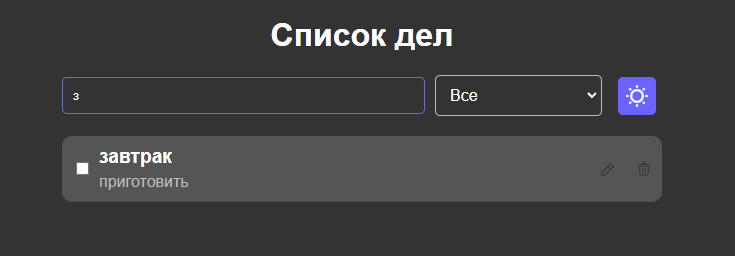 Список дел
з
Все
завтрак
приготовить